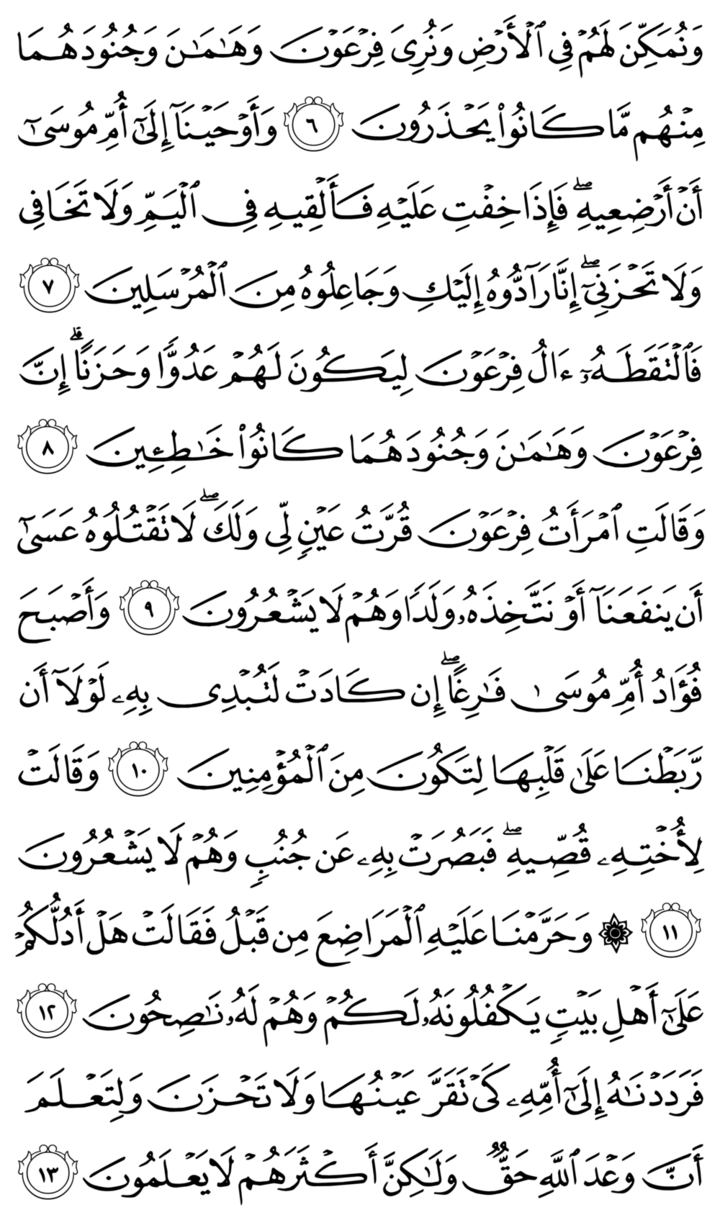 وَنُمَكِّنَ لَهُمْ فِى ٱلْأَرْضِ وَنُرِىَ فِرْعَوْنَ وَهَـٰمَـٰنَ وَجُنُودَهُمَا
مِنْهُم مَّا كَانُوا۟ يَحْذَرُونَ ٦ وَأَوْحَيْنَآ إِلَىٰٓ أُمِّ مُوسَىٰٓ
أَنْ أَرْضِعِيهِ ۖ فَإِذَا خِفْتِ عَلَيْهِ فَأَلْقِيهِ فِى ٱلْيَمِّ وَلَا تَخَافِى
وَلَا تَحْزَنِىٓ ۖ إِنَّا رَآدُّوهُ إِلَيْكِ وَجَاعِلُوهُ مِنَ ٱلْمُرْسَلِينَ ٧
فَٱلْتَقَطَهُۥٓ ءَالُ فِرْعَوْنَ لِيَكُونَ لَهُمْ عَدُوًّا وَحَزَنًا ۗ إِنَّ
فِرْعَوْنَ وَهَـٰمَـٰنَ وَجُنُودَهُمَا كَانُوا۟ خَـٰطِـِٔينَ ٨
وَقَالَتِ ٱمْرَأَتُ فِرْعَوْنَ قُرَّتُ عَيْنٍ لِّى وَلَكَ ۖ لَا تَقْتُلُوهُ عَسَىٰٓ
أَن يَنفَعَنَآ أَوْ نَتَّخِذَهُۥ وَلَدًا وَهُمْ لَا يَشْعُرُونَ ٩ وَأَصْبَحَ
فُؤَادُ أُمِّ مُوسَىٰ فَـٰرِغًا ۖ إِن كَادَتْ لَتُبْدِى بِهِۦ لَوْلَآ أَن
رَّبَطْنَا عَلَىٰ قَلْبِهَا لِتَكُونَ مِنَ ٱلْمُؤْمِنِينَ ١٠ وَقَالَتْ
لِأُخْتِهِۦ قُصِّيهِ ۖ فَبَصُرَتْ بِهِۦ عَن جُنُبٍ وَهُمْ لَا يَشْعُرُونَ
١١ ۞ وَحَرَّمْنَا عَلَيْهِ ٱلْمَرَاضِعَ مِن قَبْلُ فَقَالَتْ هَلْ أَدُلُّكُمْ
عَلَىٰٓ أَهْلِ بَيْتٍ يَكْفُلُونَهُۥ لَكُمْ وَهُمْ لَهُۥ نَـٰصِحُونَ ١٢
فَرَدَدْنَـٰهُ إِلَىٰٓ أُمِّهِۦ كَىْ تَقَرَّ عَيْنُهَا وَلَا تَحْزَنَ وَلِتَعْلَمَ
أَنَّ وَعْدَ ٱللَّهِ حَقٌّ وَلَـٰكِنَّ أَكْثَرَهُمْ لَا يَعْلَمُونَ ١٣